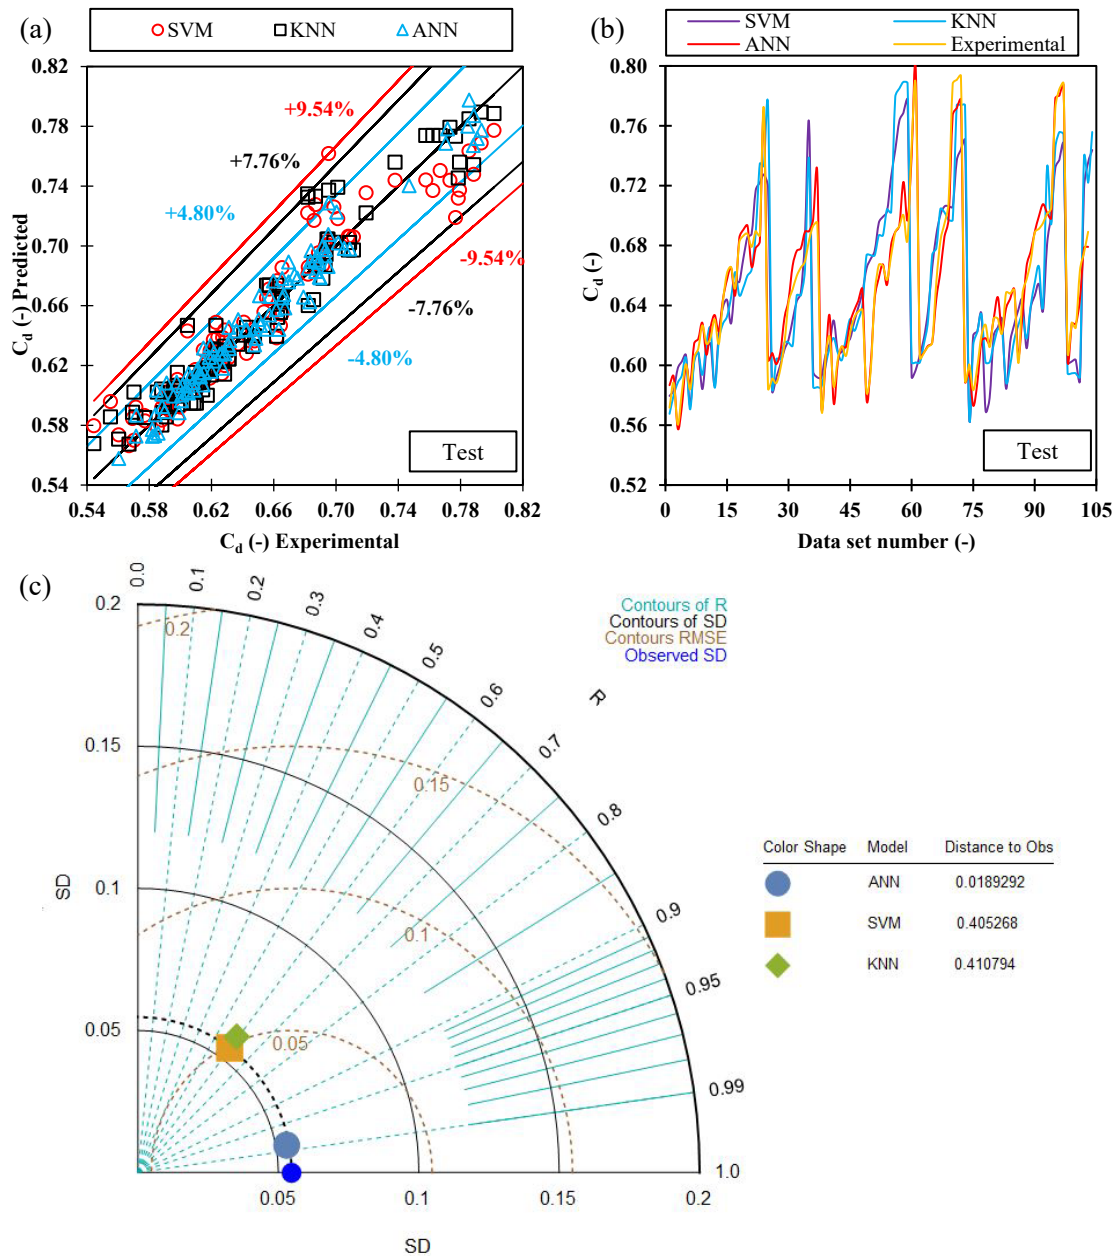 (a)
SVM KNN ANN
0.82
0.78
0.74
0.70
0.66
0.62
0.58
0.54
+9.54%
+7.76%
+4.80%
-9.54%
-7.76%
-4.80%
Test
0.54 0.58 0.62 0.66 0.70 0.74 0.78 0.82
Cd (-) Experimental
Cd (-) Predicted
(b)
SVM KNN
ANN Experimental
0.80
0.76
0.72
0.68
0.64
0.60
0.56
0.52
Test
0 15 30 45 60 75 90 105
Data set number (-)
Cd (-)
(c)
0.0 0.1 0.2 0.3 0.4 0.5 0.6 0.7 0.8 0.9 0.95 0.99 1.0
R
Contours of R
Contours of SD
Contours RMSE
Observed SD
0.2
0.15
0.1
0.05
SD
0.2
0.15
0.1
0.05
0.05 0.1 0.15 0.2
SD
Color Shape Model Distance to Obs
ANN 0.0189292
SVM 0.405268
KNN 0.410794